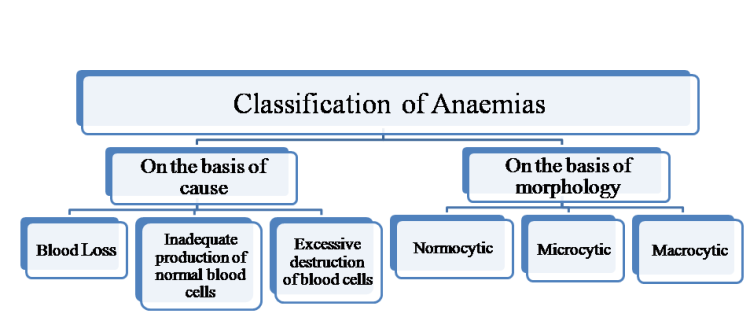 Classification of Anaemias
On the basis of
cause
On the basis of
morphology
Blood Loss
Inadequate
production of
normal blood
cells
Excessive
destruction
of blood cells
Normocytic
Microcytic
Macrocytic